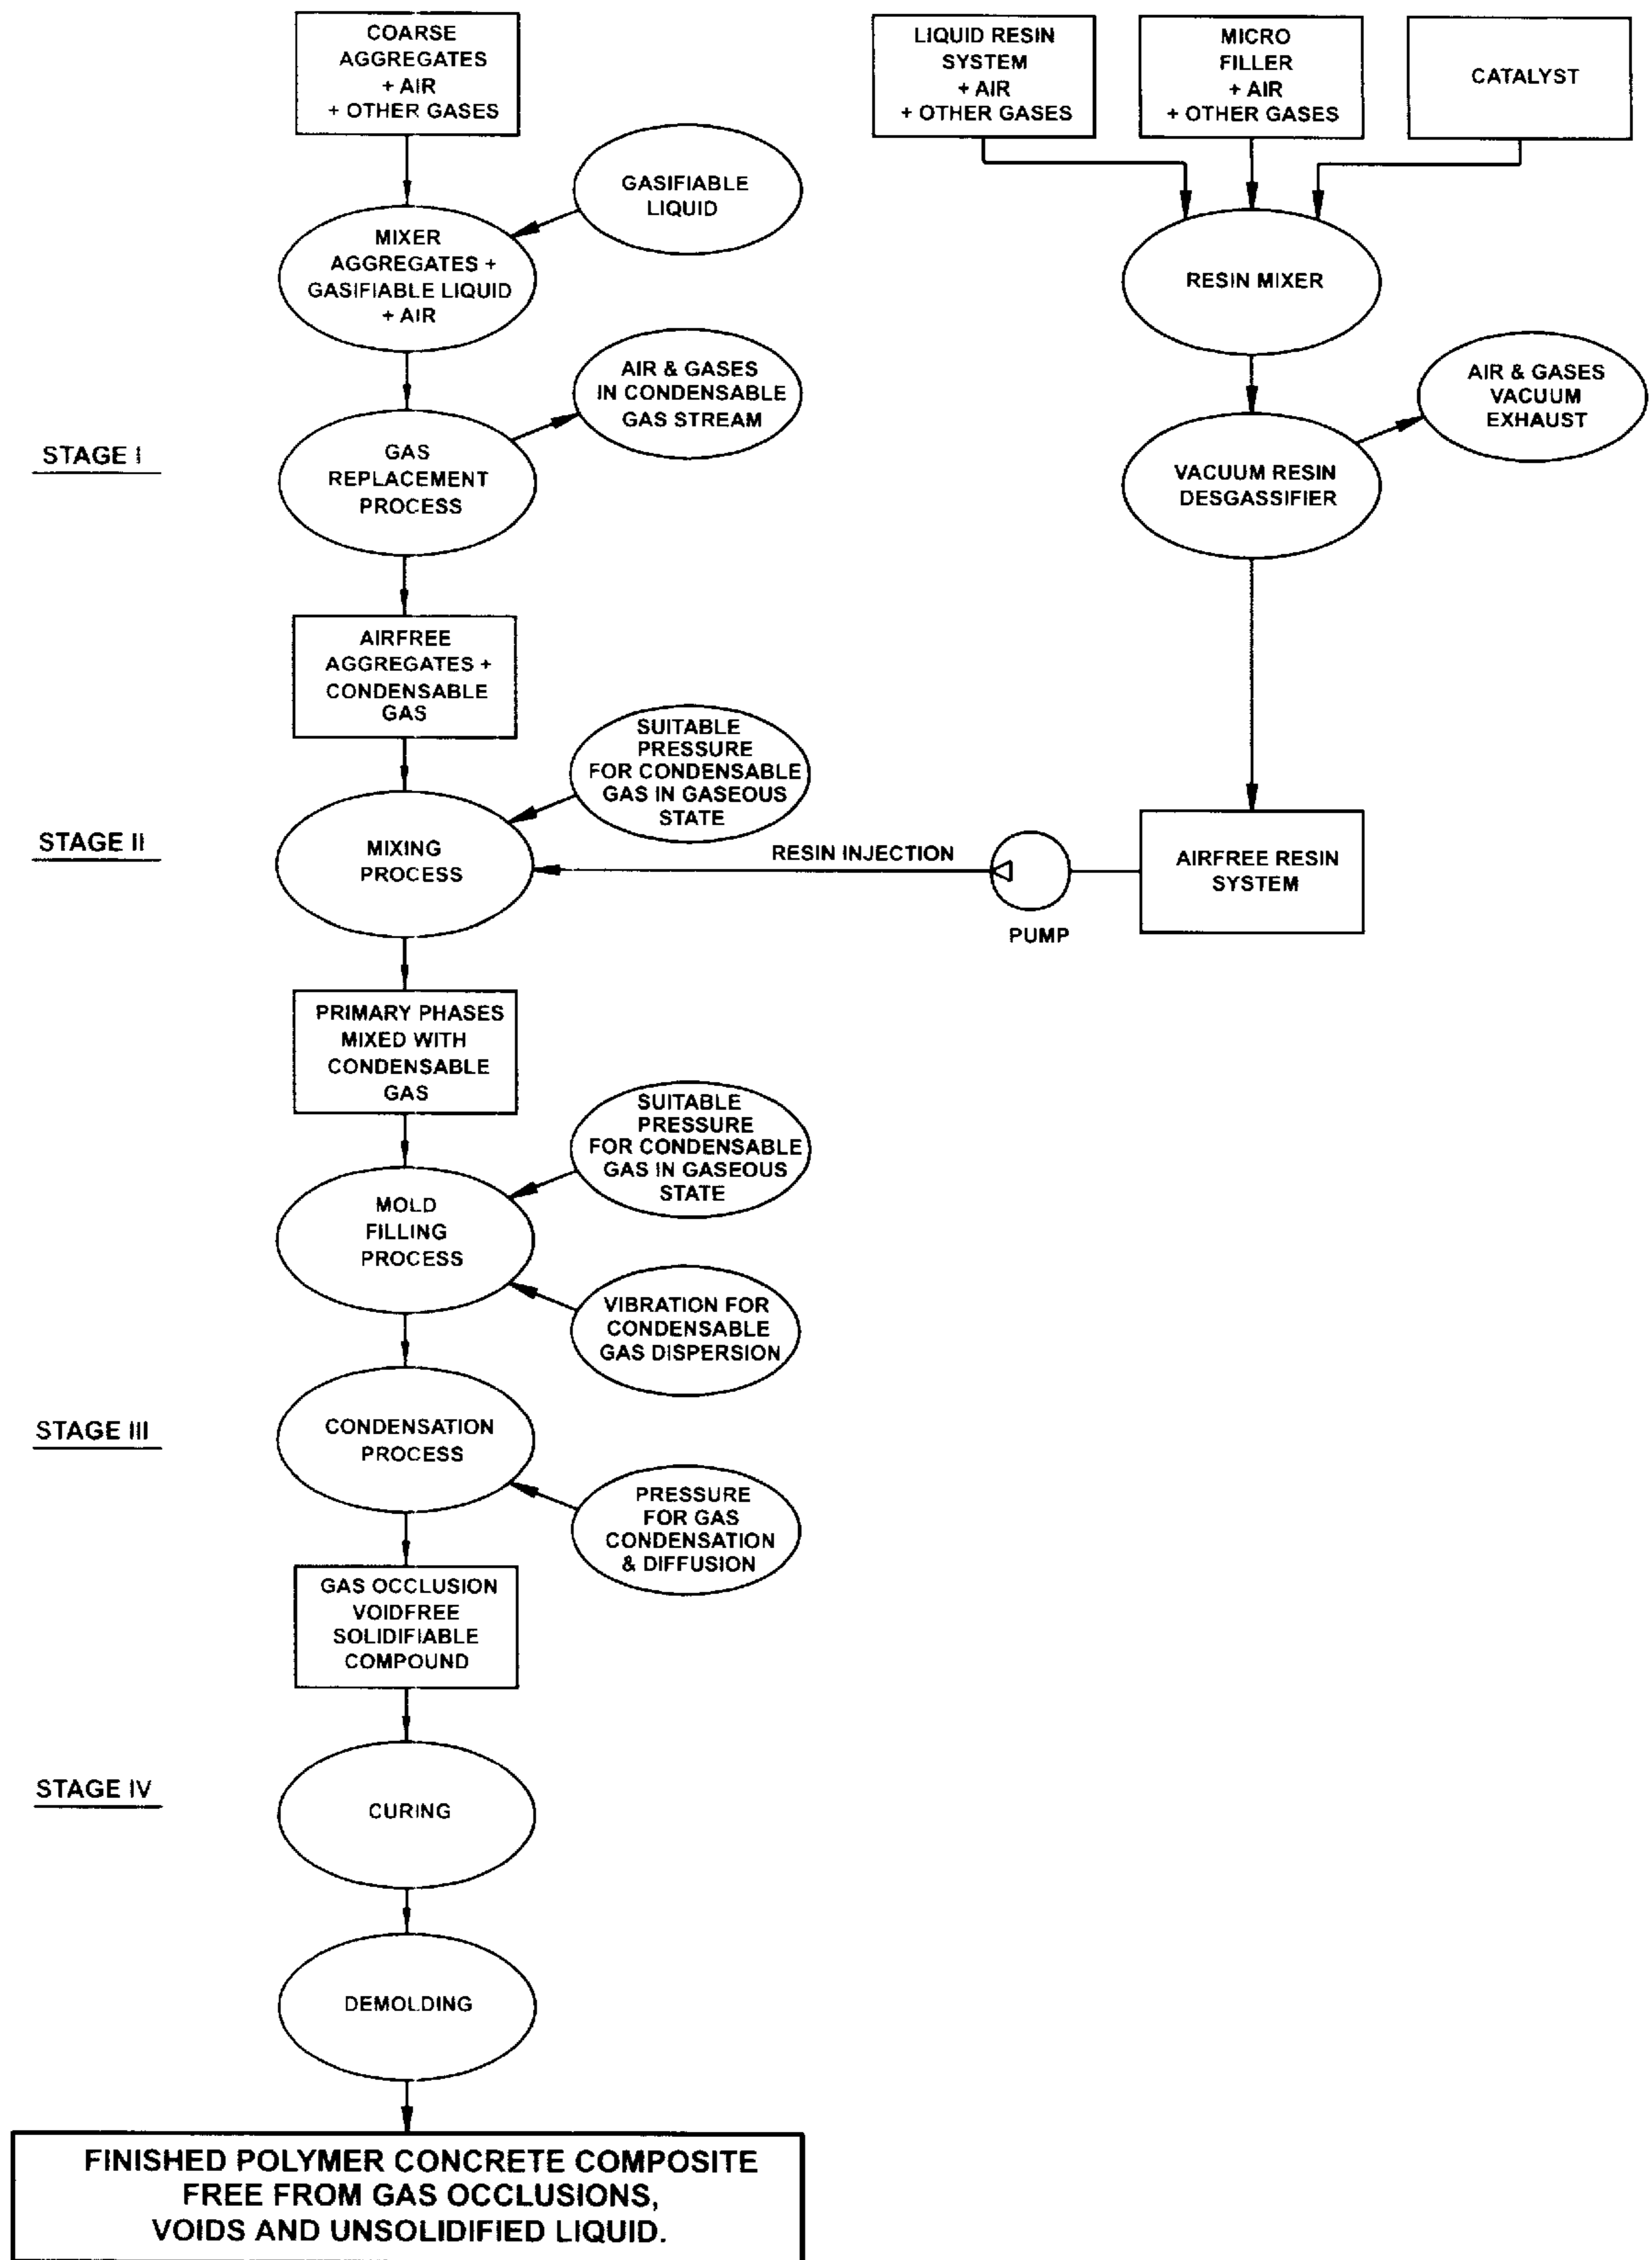 COARSE
AGGREGATES
+ AIR
+ OTHER GASES
LIQUID RESIN
SYSTEM
+ AIR
+ OTHER GASES
MICRO
FILLER
+ AIR
+ OTHER GASES
CATALYST
GASIFIABLE
LIQUID
MIXER
AGGREGATES +
GASIFIABLE LIQUID
+ AIR
RESIN MIXER
AIR & GASES
IN CONDENSABLE
GAS STREAM
AIR & GASES
VACUUM
EXHAUST
STAGE I
GAS
REPLACEMENT
PROCESS
VACUUM RESIN
DESGASSIFIER
AIRFREE
AGGREGATES +
CONDENSABLE
GAS
SUITABLE
PRESSURE
FOR CONDENSABLE
GAS IN GASEOUS
STATE
STAGE II
MIXING
PROCESS
RESIN INJECTION
PUMP
AIRFREE RESIN
SYSTEM
PRIMARY PHASES
MIXED WITH
CONDENSABLE
GAS
SUITABLE
PRESSURE
FOR CONDENSABLE
GAS IN GASEOUS
STATE
MOLD
FILLING
PROCESS
VIBRATION FOR
CONDENSABLE
GAS DISPERSION
STAGE III
CONDENSATION
PROCESS
PRESSURE
FOR GAS
CONDENSATION
& DIFFUSION
GAS OCCLUSION
VOIDFREE
SOLIDIFIABLE
COMPOUND
STAGE IV
CURING
DEMOLDING
FINISHED POLYMER CONCRETE COMPOSITE
FREE FROM GAS OCCLUSIONS,
VOIDS AND UNSOLIDIFIED LIQUID.